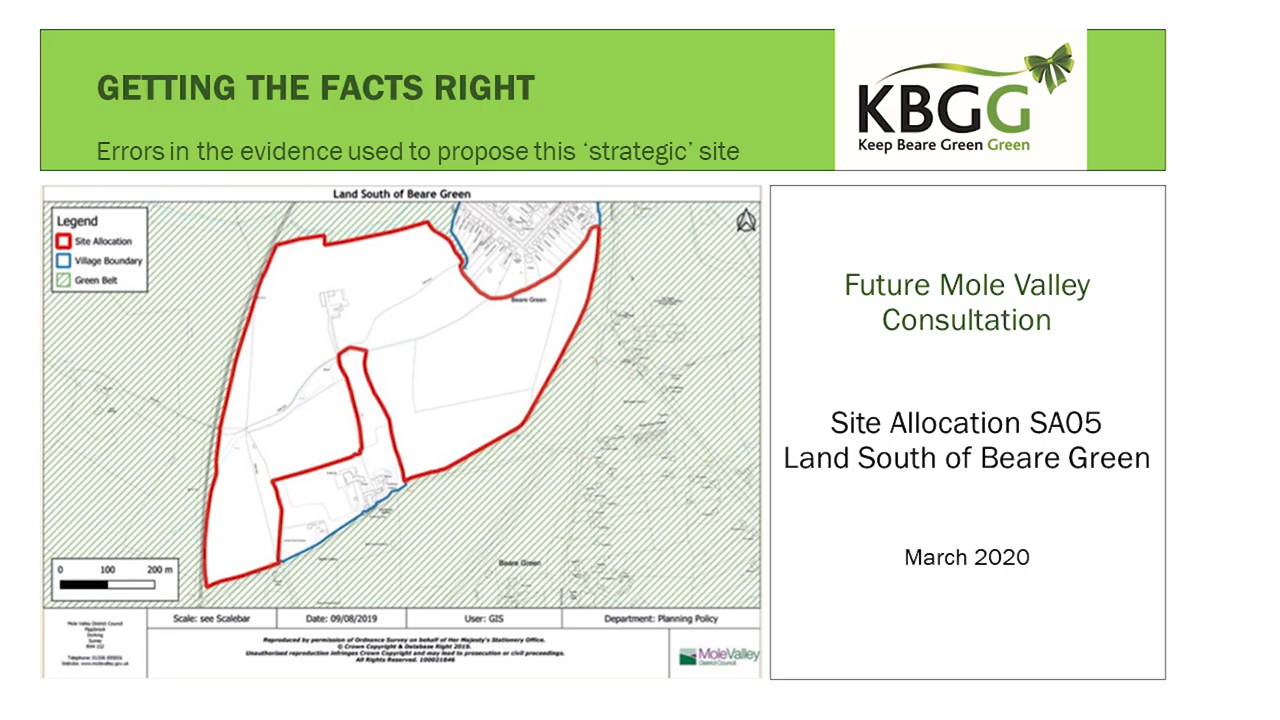 GETTING THE FACTS RIGHT
Errors in the evidence used to propose this ‘strategic’ site
KBGG
Keep Beare Green Green
Land South of Beare Green
Legend
Site Allocation
Village Boundary
Green Belt
Beare Green
Beare Green
0 100 200 m
Scale: see Scalebar
Date: 09/08/2019
User: GIS
Department: Planning Policy
Mole Valley District Council
Pippbrook
Dorking
Surrey
Reproduced by permission of Ordnance Survey on behalf of Her Majesty's Stationery Office.
© Crown Copyright & Database Right 2019.
Unauthorised reproduction infringes Crown Copyright and may lead to prosecution or civil proceedings.
All Rights Reserved. 100021846
MoleValley
District Council
Future Mole Valley
Consultation
Site Allocation SA05
Land South of Beare Green
March 2020